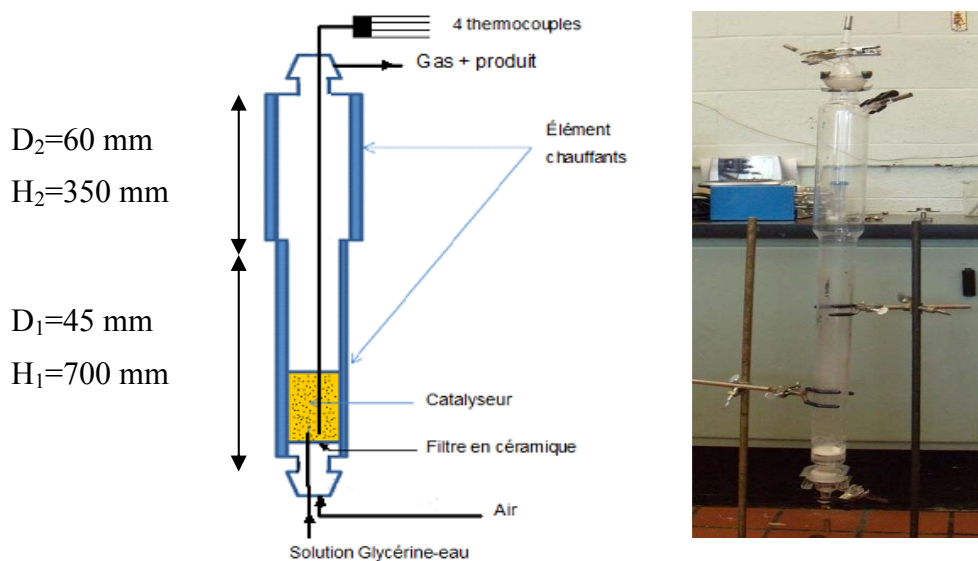 4 thermocouples
Gas + produit
D₂=60 mm
H₂=350 mm
Élément
chauffants
D₁=45 mm
H₁=700 mm
Catalyseur
Filtre en céramique
Air
Solution Glycérine-eau